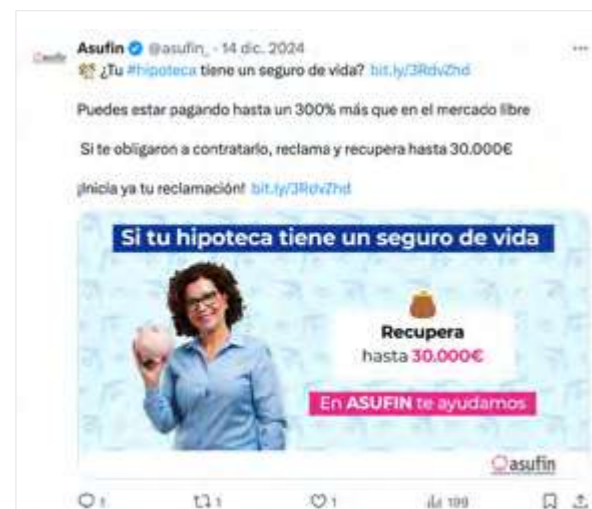 Asufin @asufin_ · 14 dic. 2024
¿Tu #hipoteca tiene un seguro de vida? bit.ly/3RdvZhd
Puedes estar pagando hasta un 300% más que en el mercado libre
Si te obligaron a contratarlo, reclama y recupera hasta 30.000€
¡Inicia ya tu reclamación! bit.ly/3RdvZhd
Si tu hipoteca tiene un seguro de vida
Recupera
hasta 30.000€
En ASUFIN te ayudamos
asufin
1 1 1 199